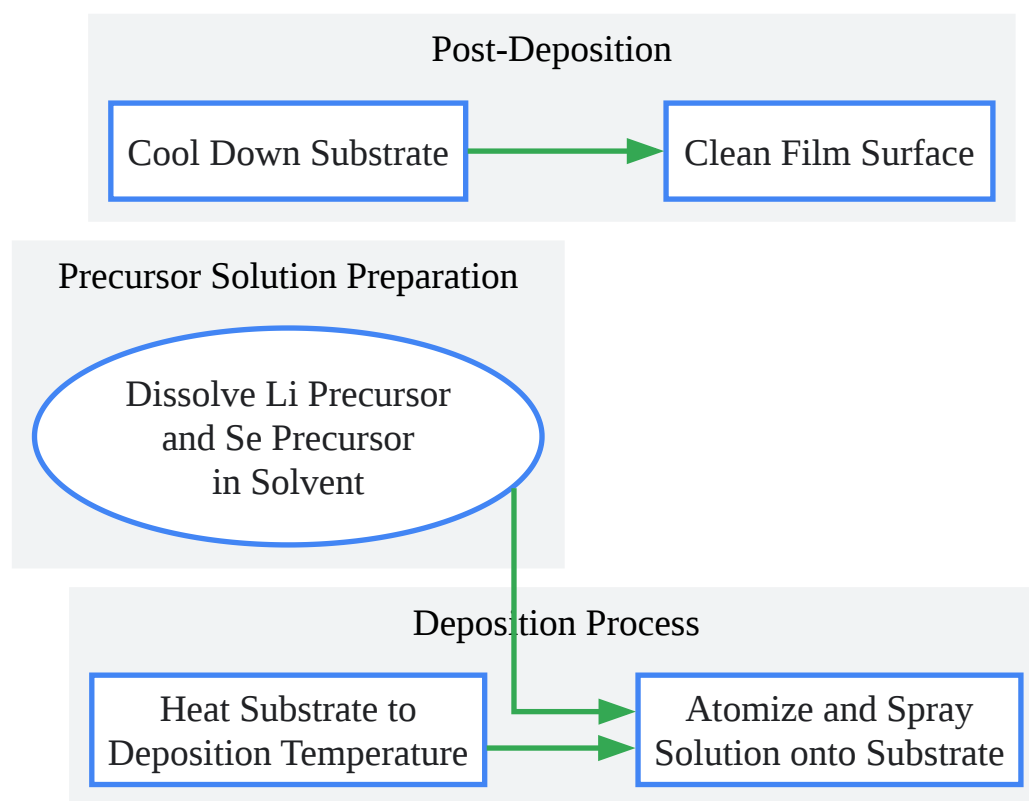 Post-Deposition
Cool Down Substrate
Clean Film Surface
Precursor Solution Preparation
Dissolve Li Precursor
and Se Precursor
in Solvent
Deposition Process
Heat Substrate to
Deposition Temperature
Atomize and Spray
Solution onto Substrate